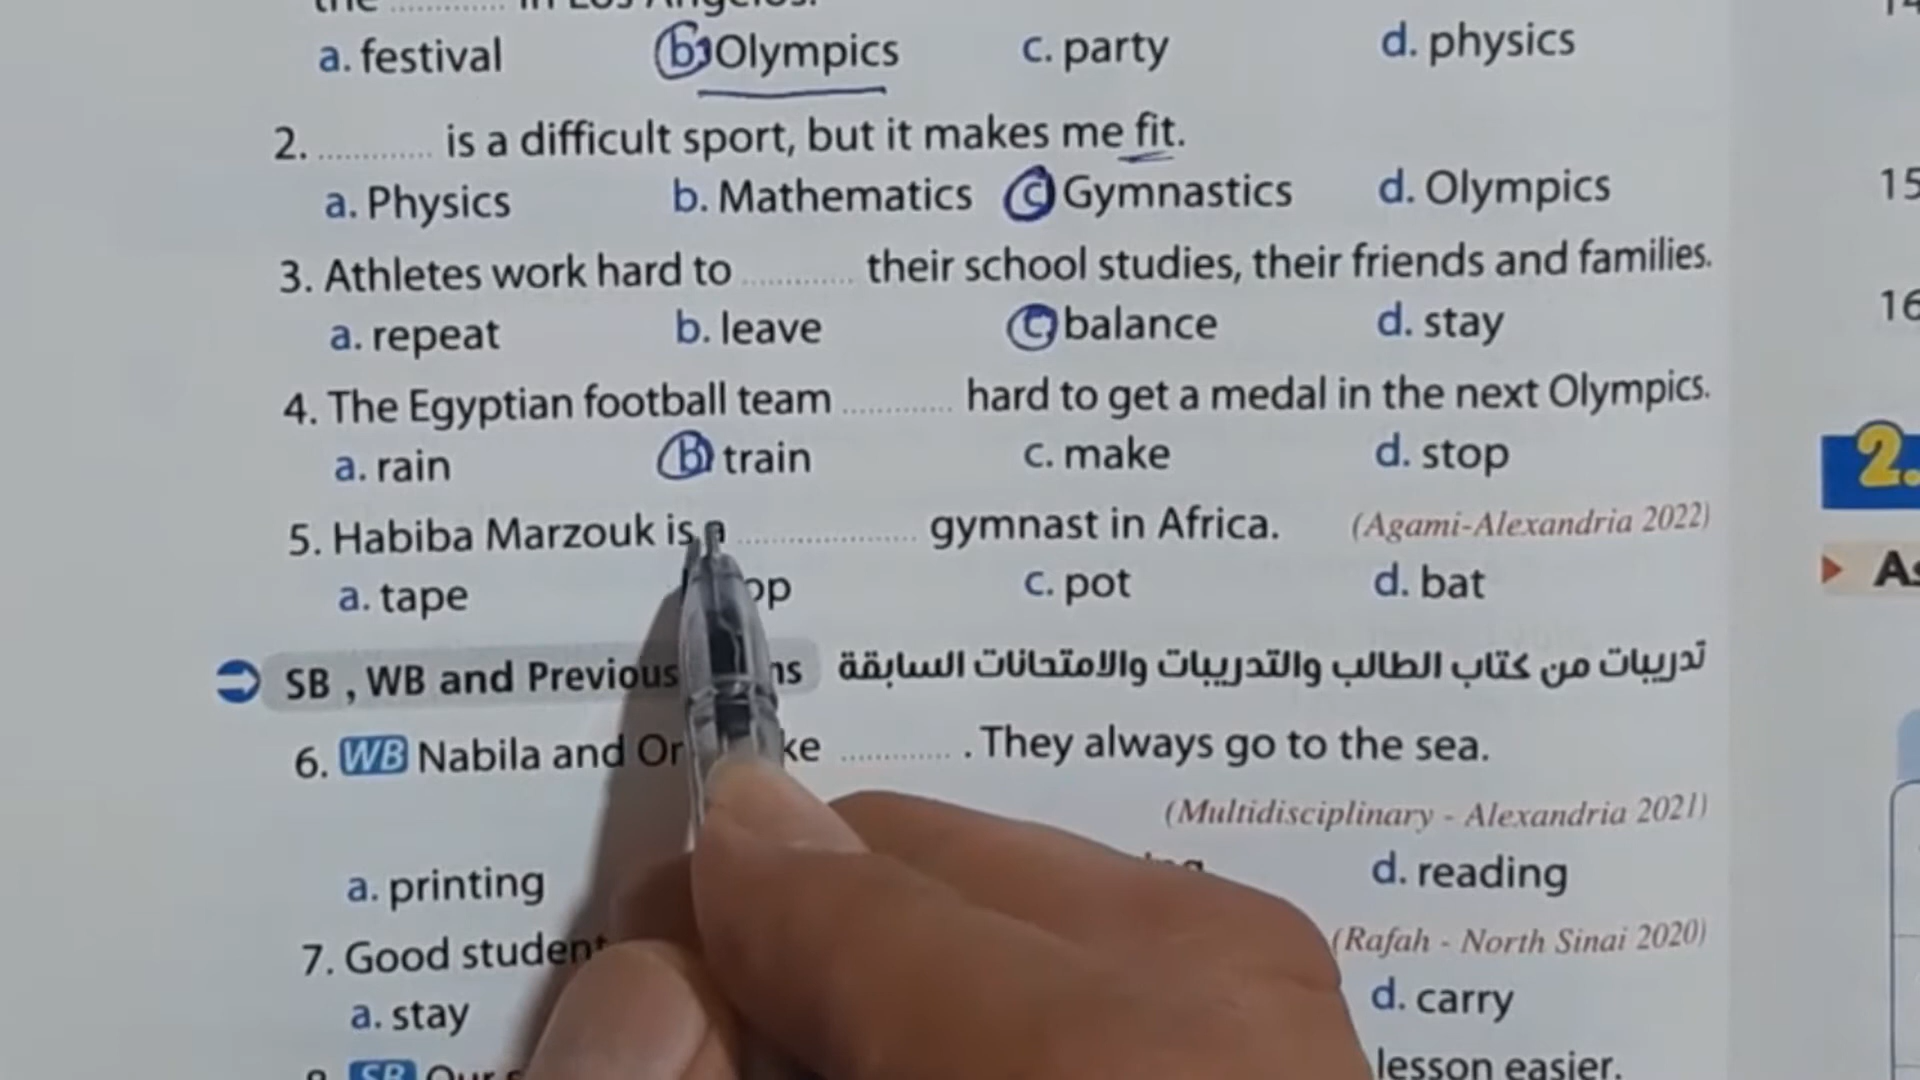 the ............ in Los Angeles.
a. festival b. Olympics c. party d. physics
2. ............ is a difficult sport, but it makes me fit.
a. Physics b. Mathematics c Gymnastics d. Olympics
15
3. Athletes work hard to ............ their school studies, their friends and families.
a. repeat b. leave c balance d. stay
16
4. The Egyptian football team ............ hard to get a medal in the next Olympics.
a. rain b train c. make d. stop
2.
5. Habiba Marzouk is a .................... gymnast in Africa. (Agami-Alexandria 2022)
a. tape c. pot d. bat
SB , WB and Previous تدريبات من كتاب الطالب والتدريبات والامتحانات السابقة
6. WB Nabila and ............ . They always go to the sea.
(Multidisciplinary - Alexandria 2021)
a. printing d. reading
7. Good (Rafah - North Sinai 2020)
a. stay d. carry
SB lesson easier.